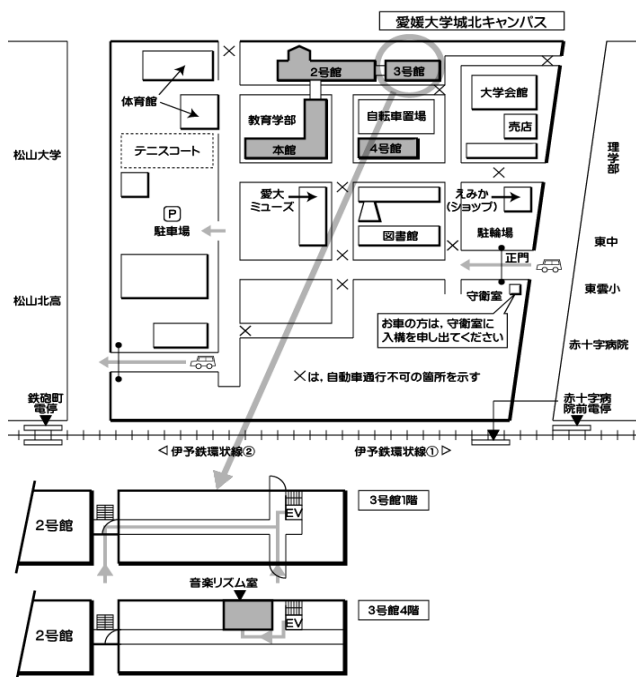 愛媛大学城北キャンパス
2号館
3号館
体育館
教育学部
本館
自転車置場
4号館
大学会館
売店
松山大学
テニスコート
理学部
愛大
ミューズ
えみか
(ショップ)
P
駐車場
図書館
駐輪場
東中
正門
松山北高
守衛室
東雲小
お車の方は，守衛室に
入構を申し出てください
赤十字病院
×は，自動車通行不可の箇所を示す
鉄砲町
電停
赤十字病
院前電停
◁ 伊予鉄環状線②
伊予鉄環状線① ▷
2号館
EV
3号館1階
音楽リズム室
2号館
EV
3号館4階